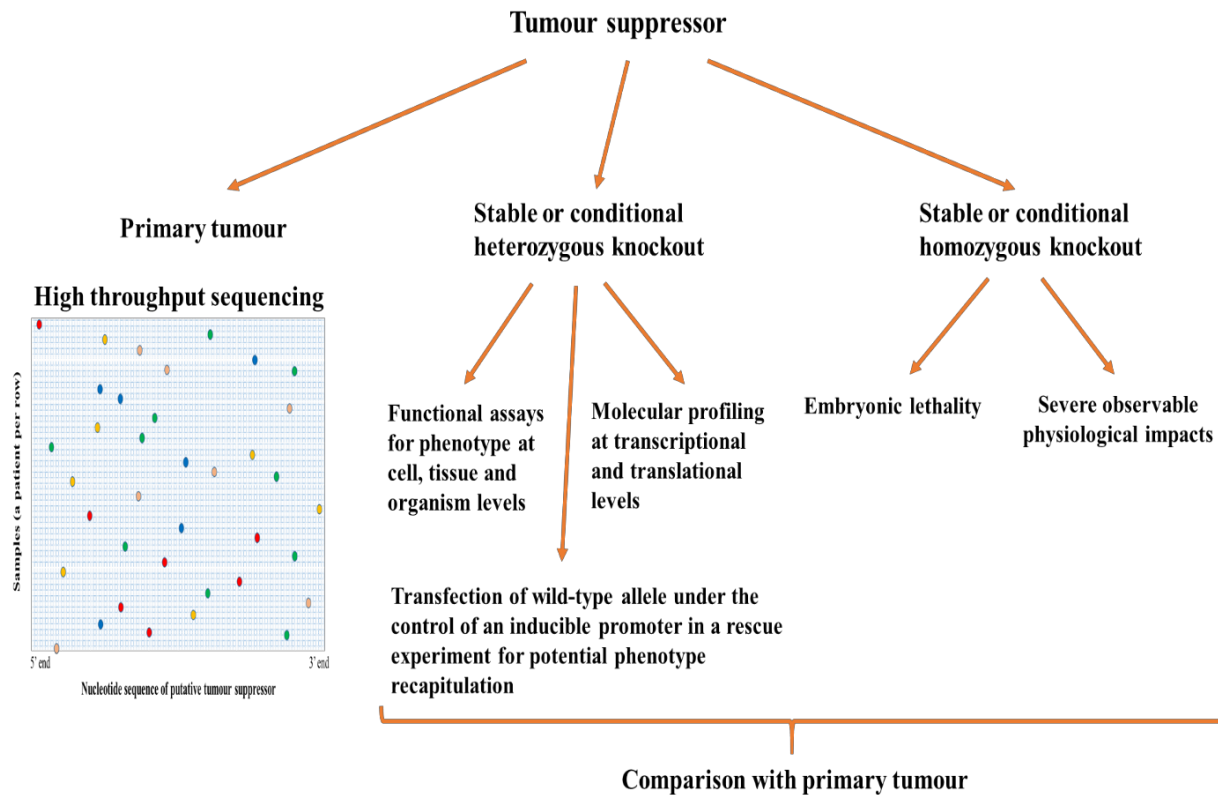 Tumour suppressor
Primary tumour
High throughput sequencing
Samples (a patient per row)
5' end
3' end
Nucleotide sequence of putative tumour suppressor
Stable or conditional
heterozygous knockout
Functional assays
for phenotype at
cell, tissue and
organism levels
Molecular profiling
at transcriptional
and translational
levels
Transfection of wild-type allele under the
control of an inducible promoter in a rescue
experiment for potential phenotype
recapitulation
Stable or conditional
homozygous knockout
Embryonic lethality
Severe observable
physiological impacts
Comparison with primary tumour